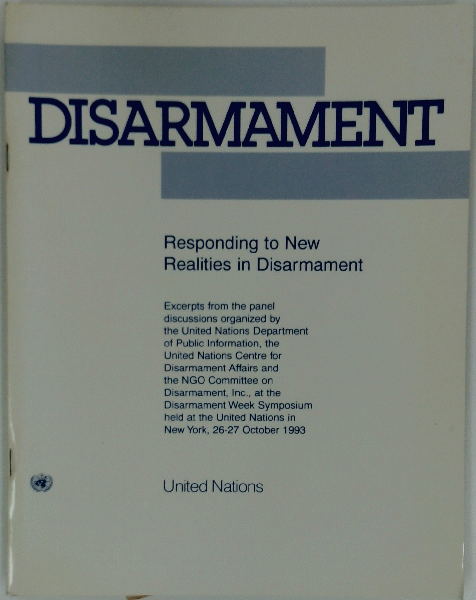 DISARMAMENT
Responding to New
Realities in Disarmament
Excerpts from the panel
discussions organized by
the United Nations Department
of Public Information, the
United Nations Centre for
Disarmament Affairs and
the NGO Committee on
Disarmament, Inc., at the
Disarmament Week Symposium
held at the United Nations in
New York, 26-27 October 1993
United Nations